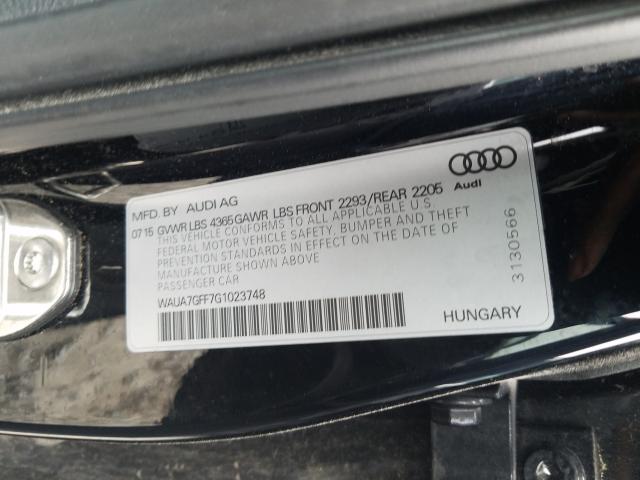 MFD. BY AUDI AG
0715 GVWR LBS 4365 GAWR LBS FRONT 2293/REAR 2205
THIS VEHICLE CONFORMS TO ALL APPLICABLE U.S.
FEDERAL MOTOR VEHICLE SAFETY, BUMPER AND THEFT
PREVENTION STANDARDS IN EFFECT ON THE DATE OF
MANUFACTURE SHOWN ABOVE
PASSENGER CAR
WAUA7GFF7G1023748
Audi
3130566
HUNGARY